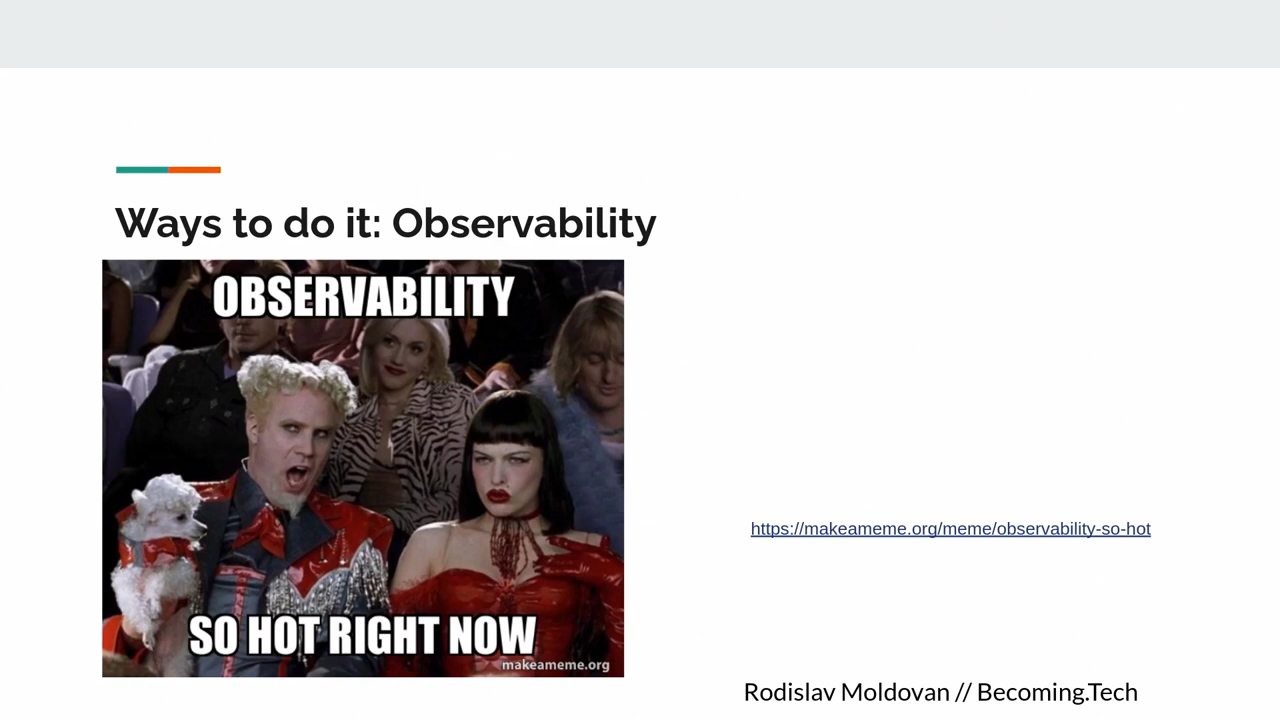 Ways to do it: Observability
OBSERVABILITY
SO HOT RIGHT NOW
makeameme.org
https://makeameme.org/meme/observability-so-hot
Rodislav Moldovan // Becoming.Tech